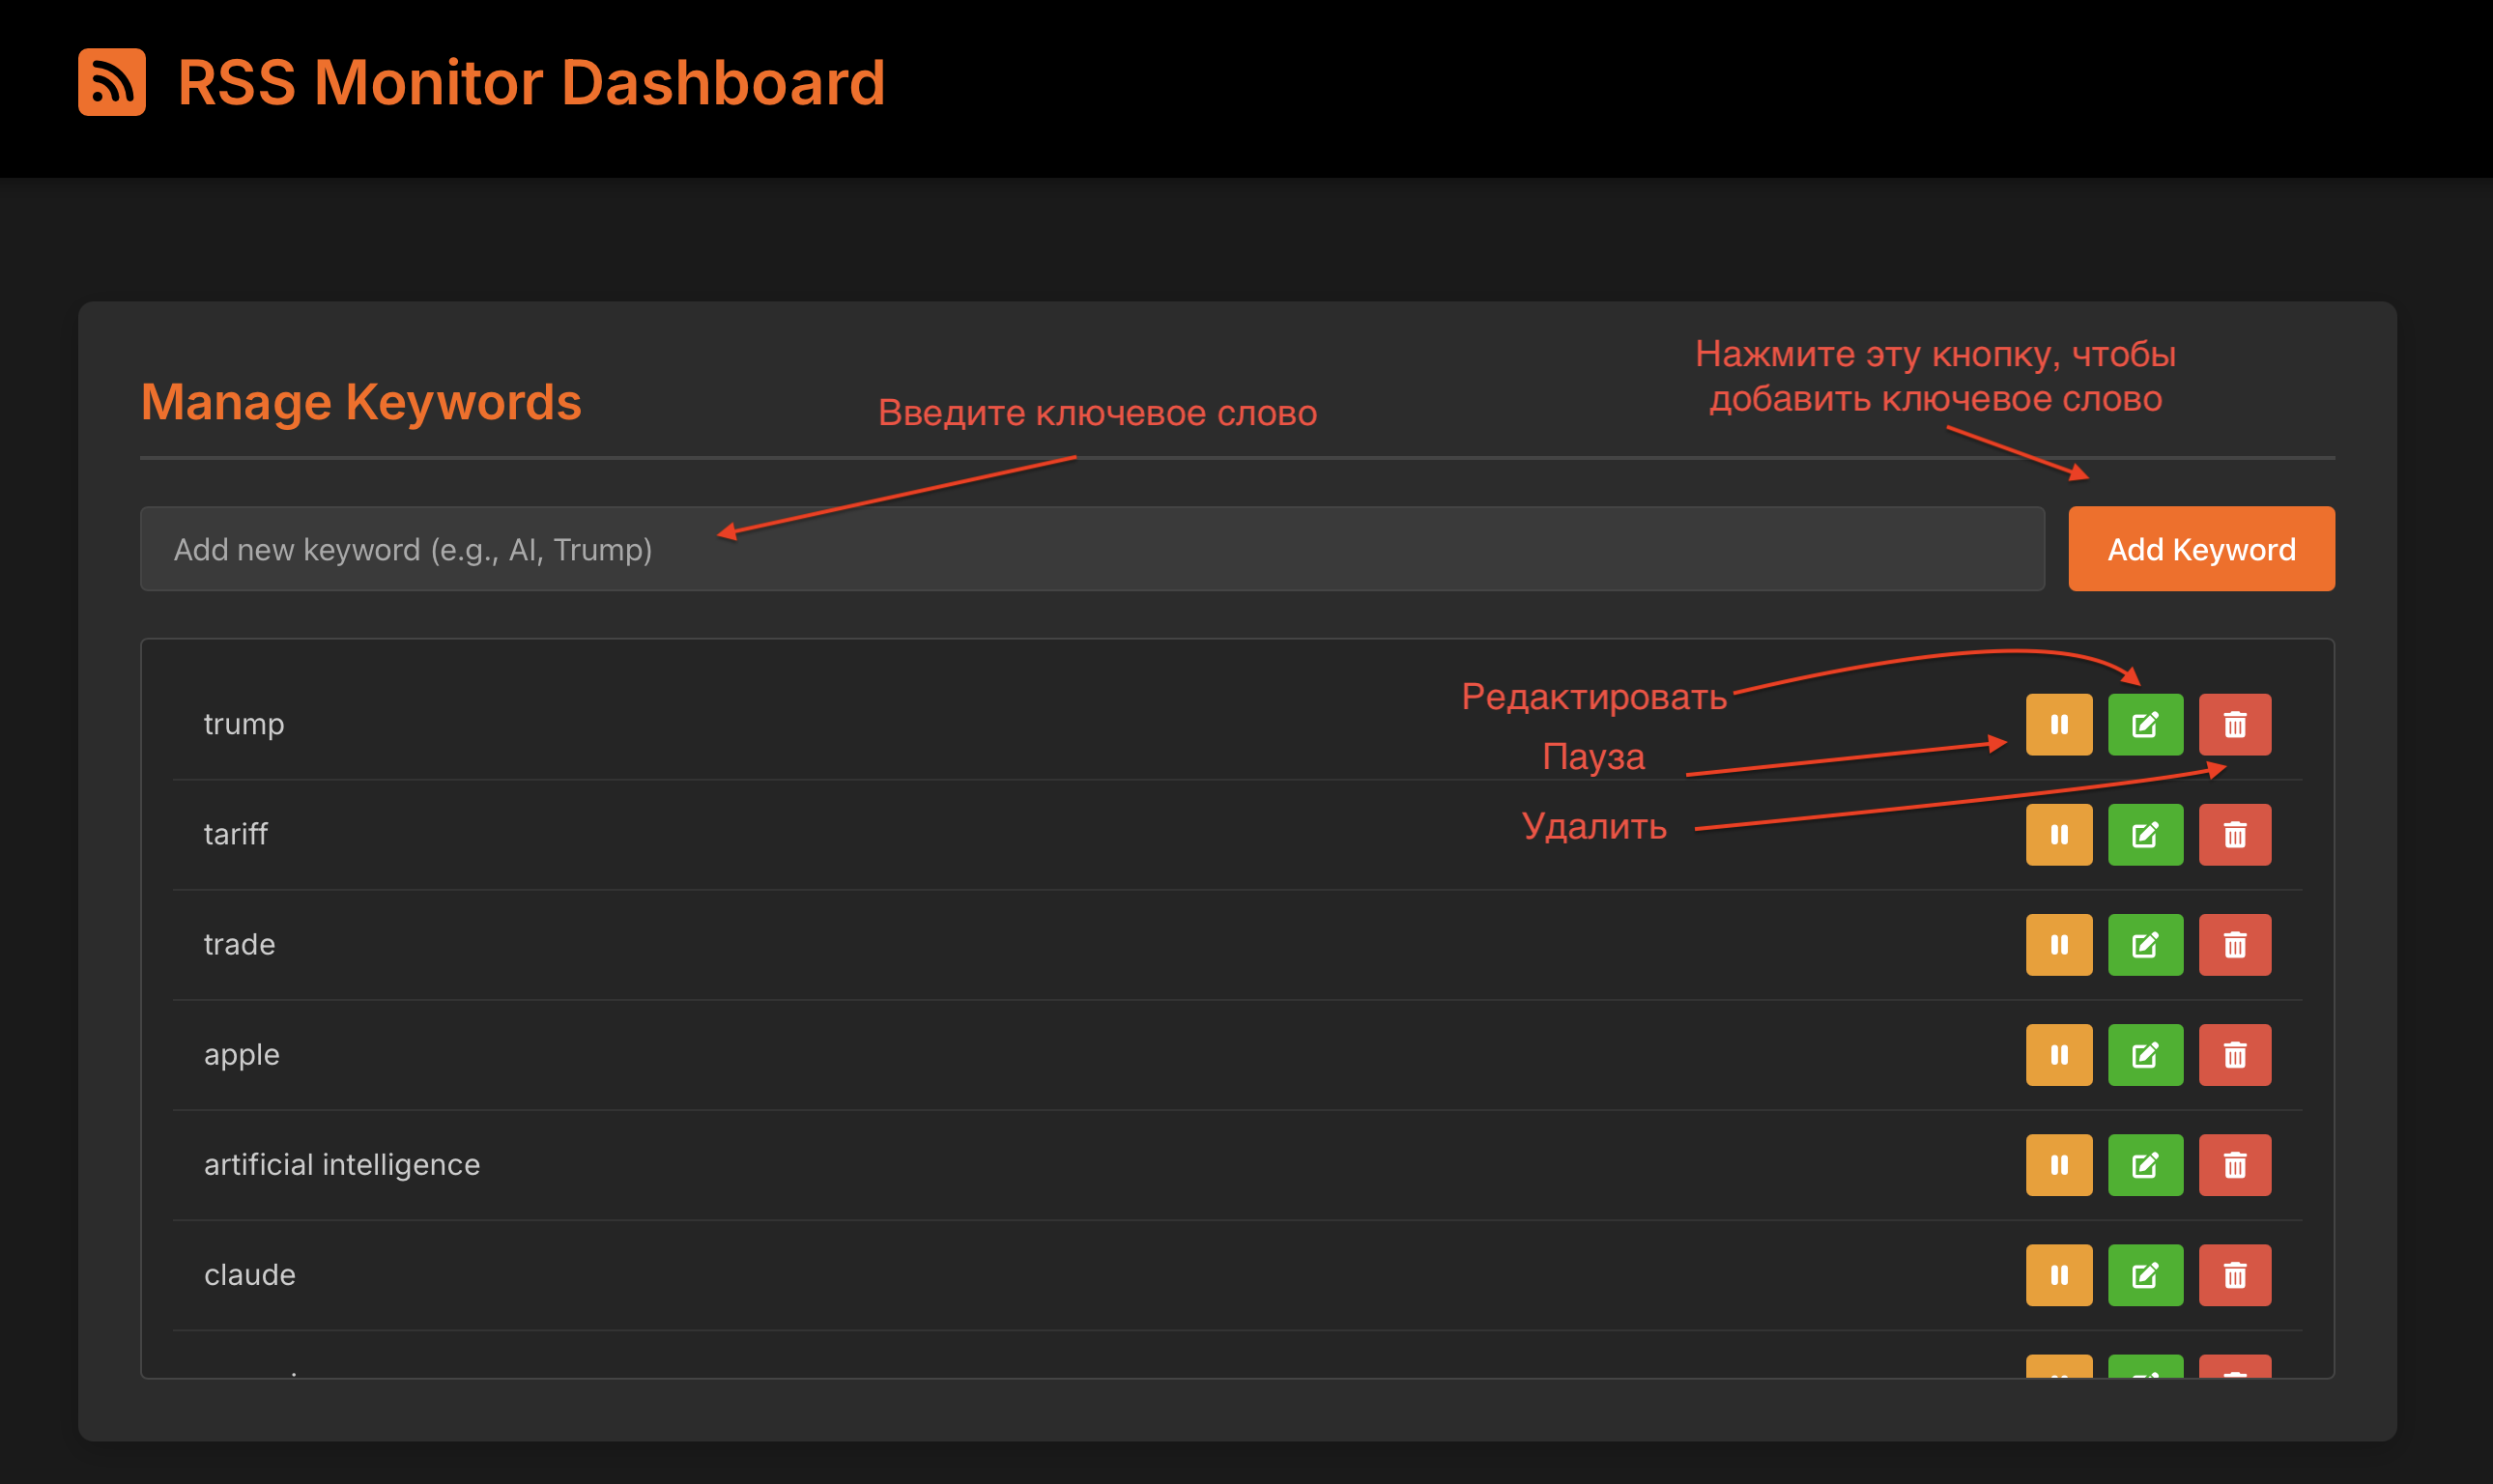 RSS Monitor Dashboard
Нажмите эту кнопку, чтобы
добавить ключевое слово
Manage Keywords
Введите ключевое слово
Add new keyword (e.g., AI, Trump)
Add Keyword
Редактировать
trump
Пауза
Удалить
tariff
trade
apple
artificial intelligence
claude